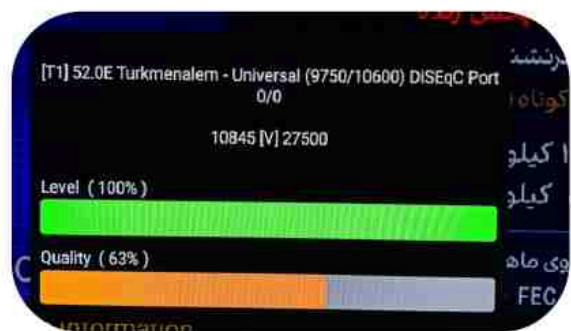 [T1] 52.0E Turkmenalem - Universal (9750/10600) DiSEqC Port
0/0
10845 [V] 27500
Level ( 100% )
Quality ( 63% )
کیلو
کیلو
FEC
information